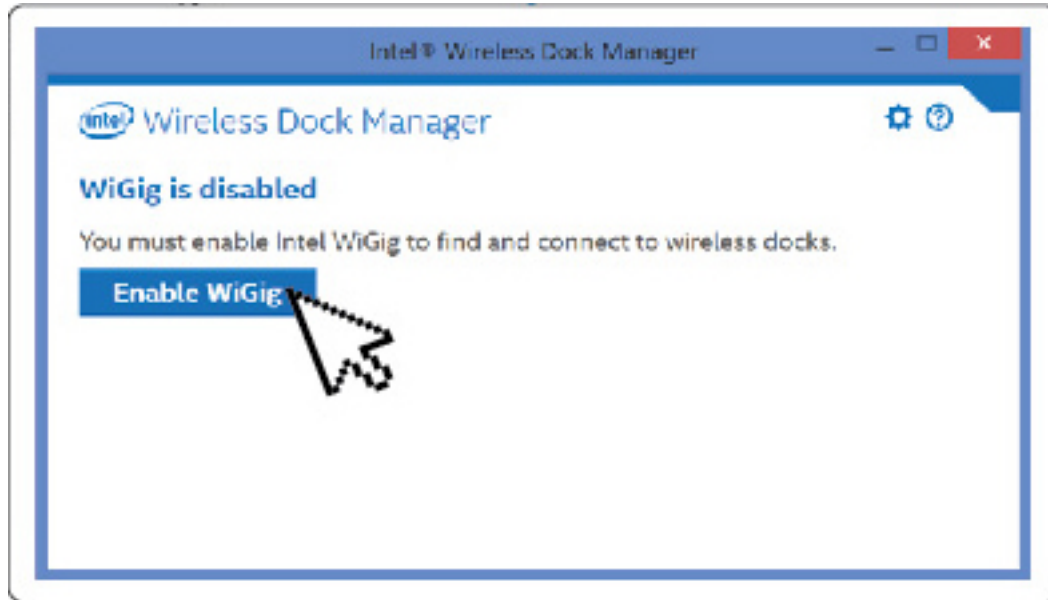 Intel® Wireless Dock Manager
intel Wireless Dock Manager
WiGig is disabled
You must enable Intel WiGig to find and connect to wireless docks.
Enable WiGig